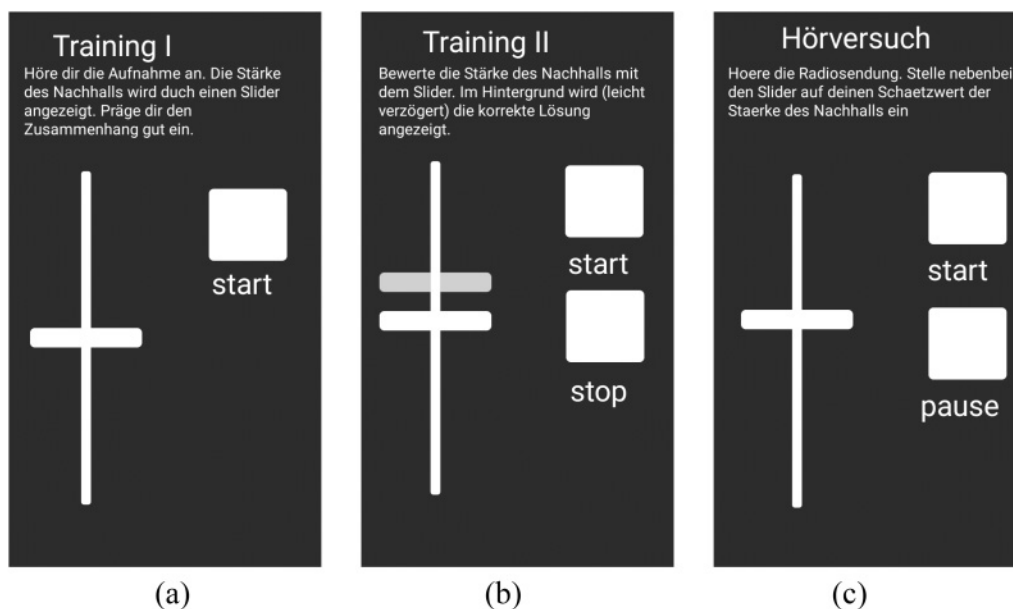 Training I
Höre dir die Aufnahme an. Die Stärke
des Nachhalls wird duch einen Slider
angezeigt. Präge dir den
Zusammenhang gut ein.
start
(a)
Training II
Bewerte die Stärke des Nachhalls mit
dem Slider. Im Hintergrund wird (leicht
verzögert) die korrekte Lösung
angezeigt.
start
stop
(b)
Hörversuch
Hoere die Radiosendung. Stelle nebenbei
den Slider auf deinen Schaetzwert der
Staerke des Nachhalls ein
start
pause
(c)